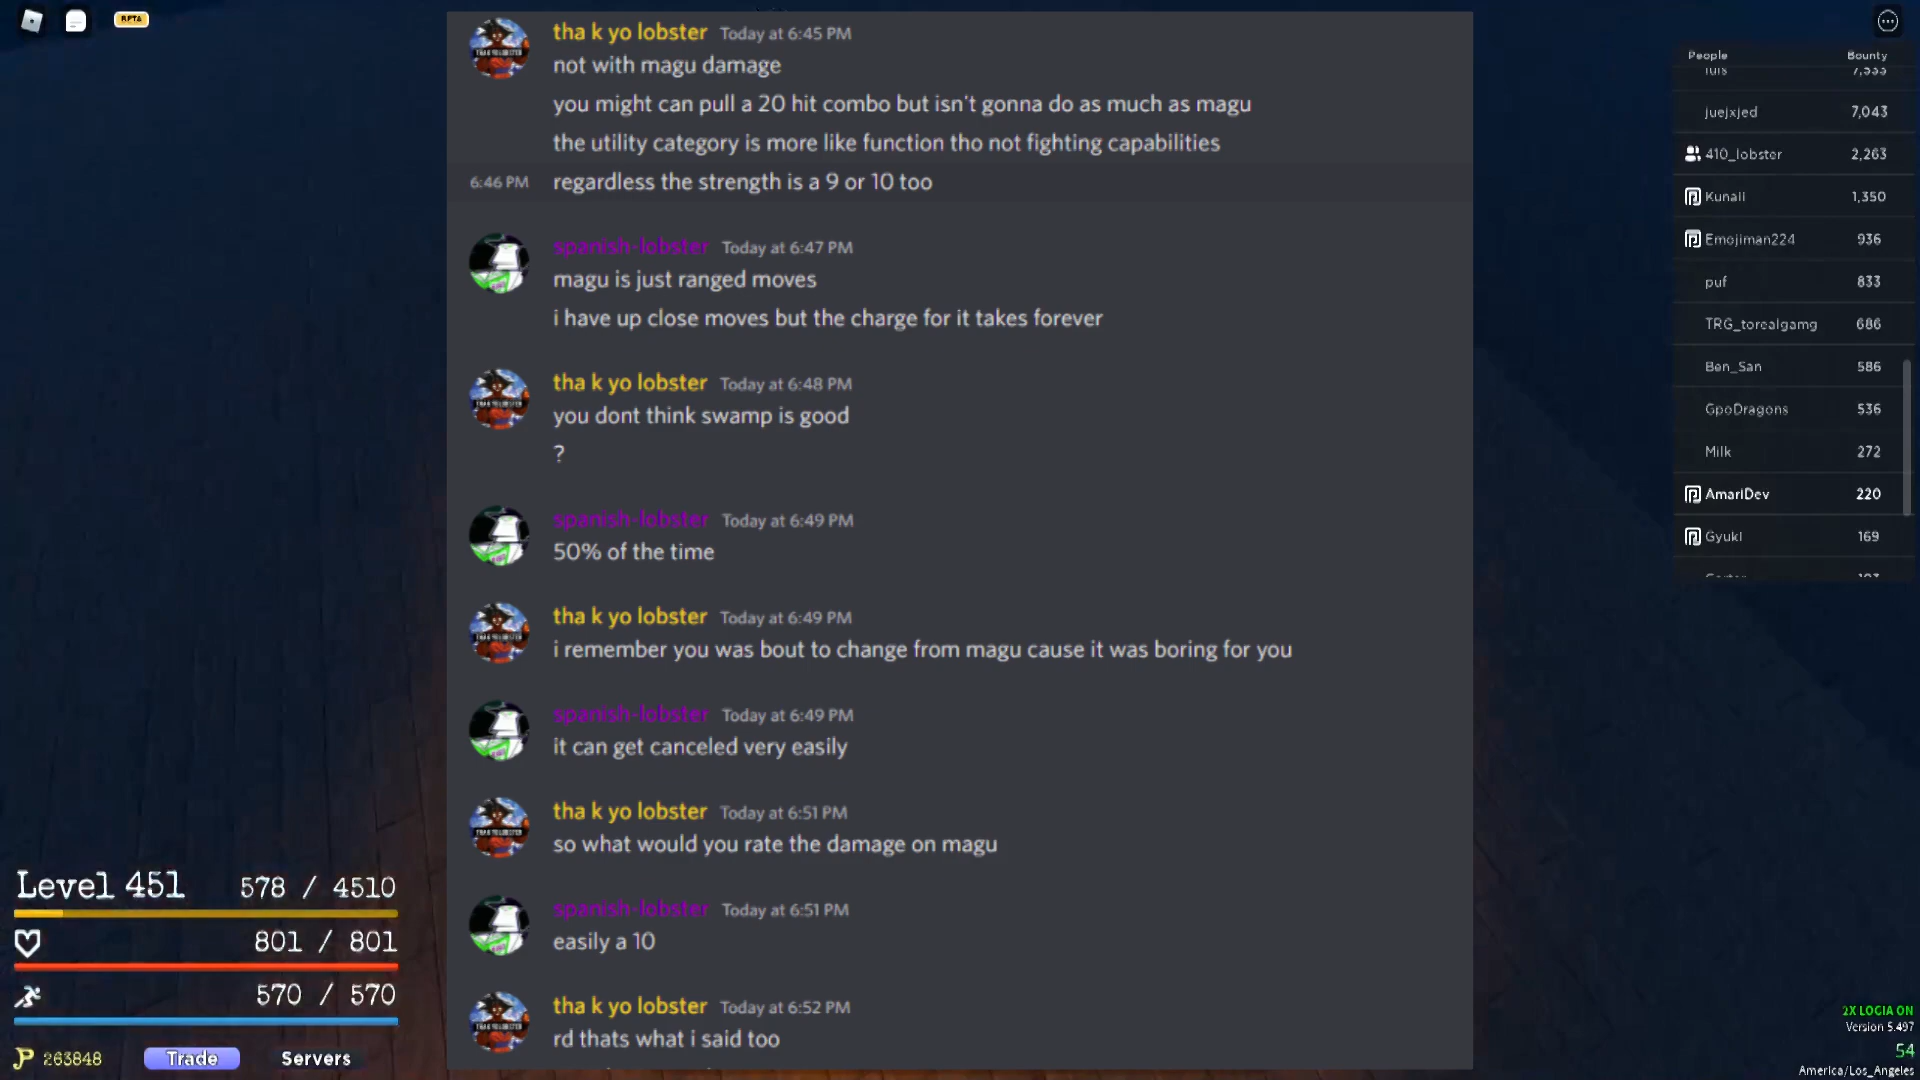 BETA
tha k yo lobster Today at 6:45 PM
not with magu damage
you might can pull a 20 hit combo but isn't gonna do as much as magu
the utility category is more like function tho not fighting capabilities
6:46 PM regardless the strength is a 9 or 10 too
spanish-lobster Today at 6:47 PM
magu is just ranged moves
i have up close moves but the charge for it takes forever
tha k yo lobster Today at 6:48 PM
you dont think swamp is good
?
spanish-lobster Today at 6:49 PM
50% of the time
tha k yo lobster Today at 6:49 PM
i remember you was bout to change from magu cause it was boring for you
spanish-lobster Today at 6:49 PM
it can get canceled very easily
tha k yo lobster Today at 6:51 PM
so what would you rate the damage on magu
spanish-lobster Today at 6:51 PM
easily a 10
tha k yo lobster Today at 6:52 PM
rd thats what i said too
People Bounty
juejxjed 7,043
410_lobster 2,263
Kunall 1,350
Emojiman224 936
puf 833
TRG_torealgamg 686
Ben_San 586
GpoDragons 536
Milk 272
AmariDev 220
Gyuki 169
Level 451 578 / 4510
801 / 801
570 / 570
263848 Trade Servers
2X LOGIA ON
Version 5.497
54
America/Los_Angeles